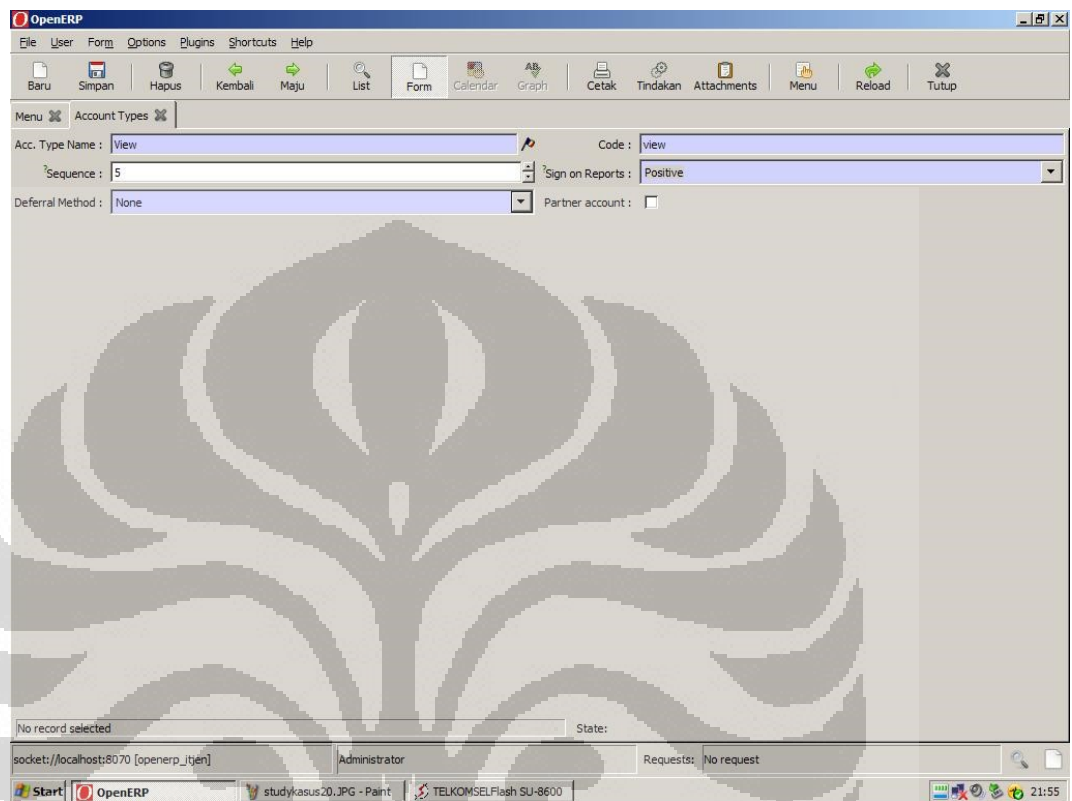 OpenERP
File User Form Options Plugins Shortcuts Help
Baru Simpan Hapus Kembali Maju List Form Calendar Graph Cetak Tindakan Attachments Menu Reload Tutup
Menu Account Types
Acc. Type Name : View Code : view
?Sequence : 5 ?Sign on Reports : Positive
Deferral Method : None Partner account :
No record selected State:
socket://localhost:8070 [openerp_itjen] Administrator Requests: No request
Start OpenERP studykasus20.JPG - Paint TELKOMSELFlash SU-8600 21:55